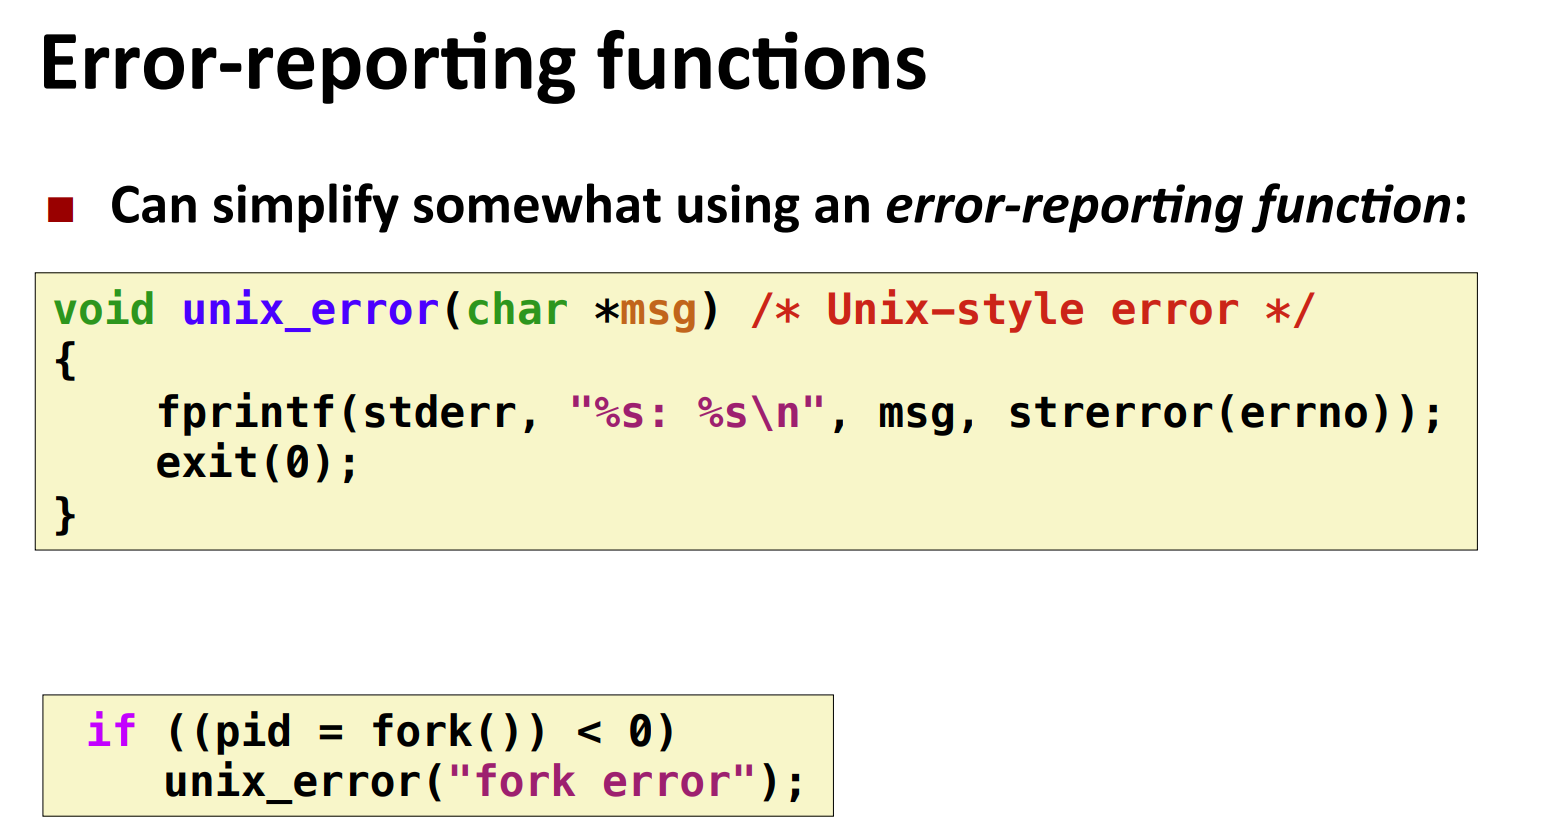 Error-reporting functions
Can simplify somewhat using an error-reporting function:
void unix_error(char *msg) /* Unix-style error */
{
    fprintf(stderr, "%s: %s\n", msg, strerror(errno));
    exit(0);
}
if ((pid = fork()) < 0)
    unix_error("fork error");